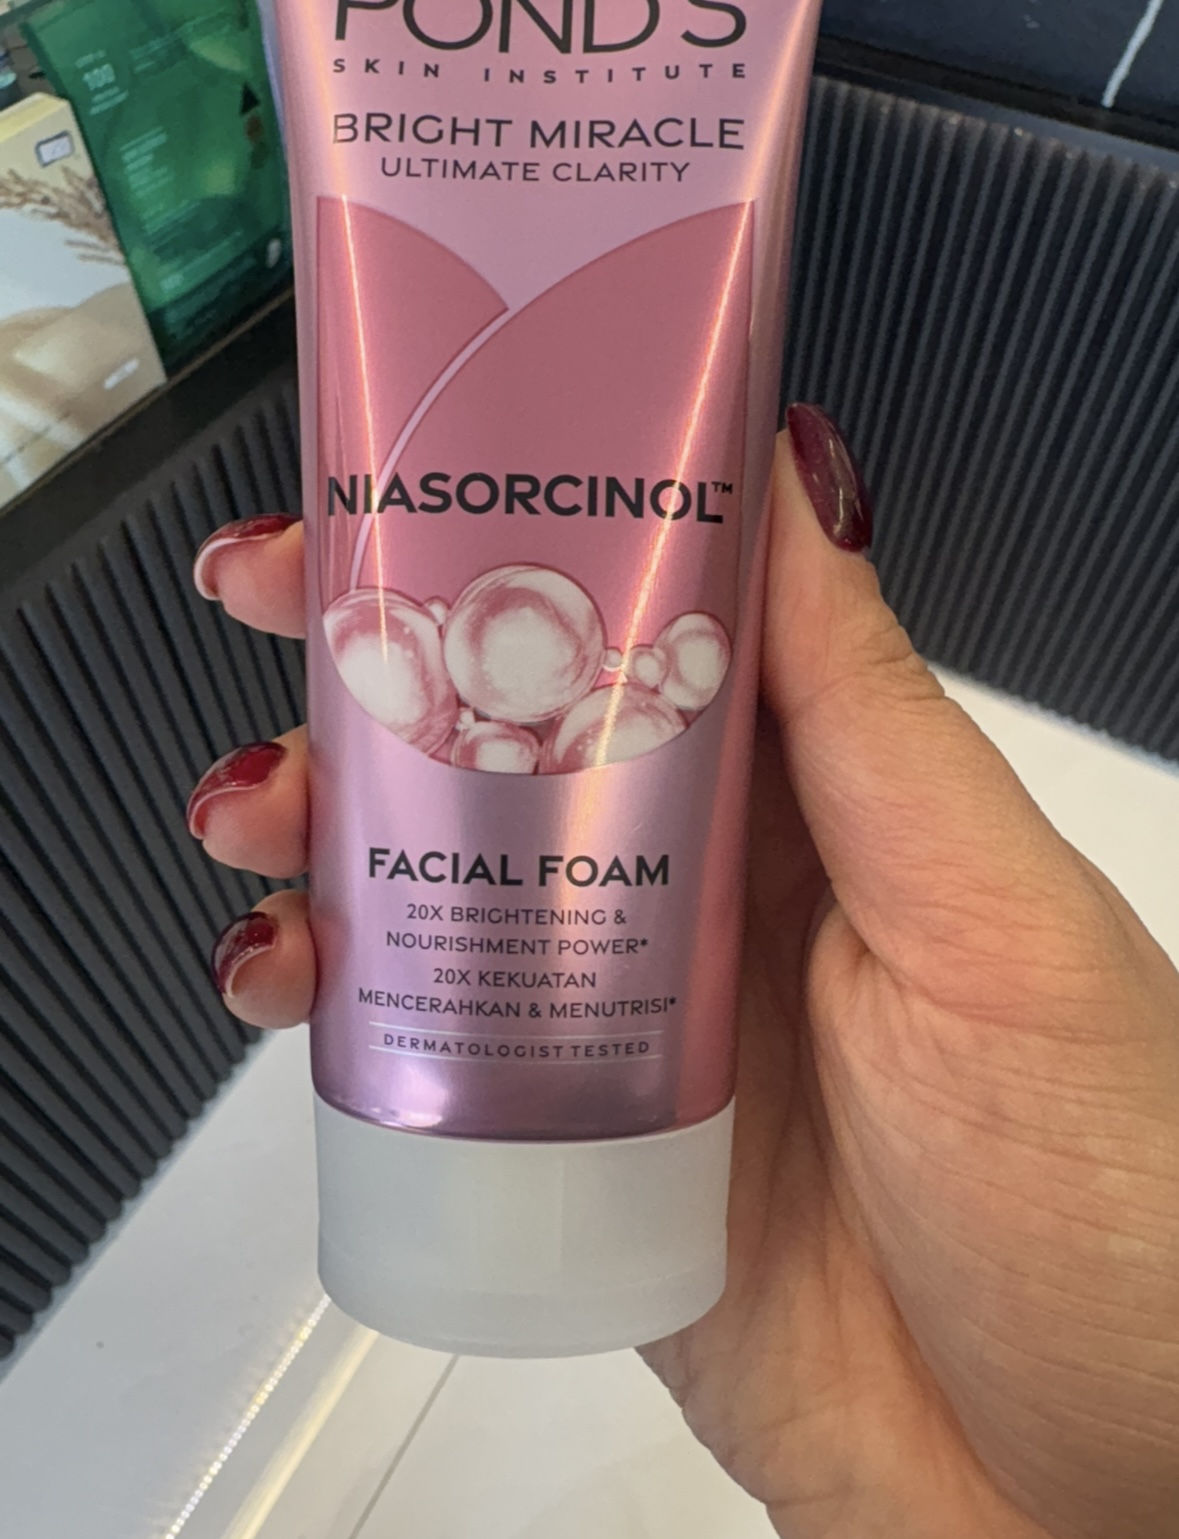 POND'S
SKIN INSTITUTE
BRIGHT MIRACLE
ULTIMATE CLARITY
NIASORCINOL™
FACIAL FOAM
20X BRIGHTENING &
NOURISHMENT POWER*
20X KEKUATAN
MENCERAHKAN & MENUTRISI*
DERMATOLOGIST TESTED